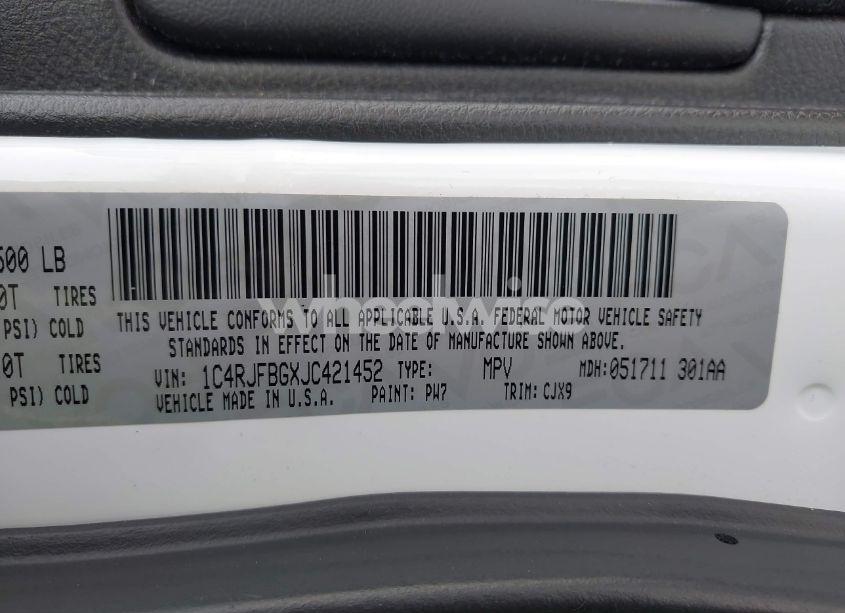 500 LB
0T TIRES
PSI) COLD
0T TIRES
PSI) COLD
THIS VEHICLE CONFORMS TO ALL APPLICABLE U.S.A. FEDERAL MOTOR VEHICLE SAFETY
STANDARDS IN EFFECT ON THE DATE OF MANUFACTURE SHOWN ABOVE.
VIN: 1C4RJFBGXJC421452 TYPE: MPV MDH:051711 301AA
VEHICLE MADE IN U.S.A. PAINT: PW7 TRIM: CJX9
wheelwise